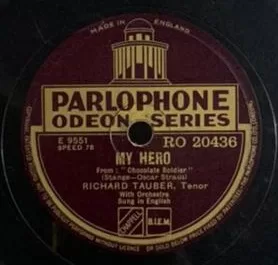 MADE IN ENGLAND
PARLOPHONE
ODEON SERIES
E 9551
RO 20436
SPEED 78
MY HERO
From: "Chocolate Soldier"
(Stange-Oscar Straus)
RICHARD TAUBER, Tenor
With Orchestra
Sung in English
CHAPPELL
B.I.E.M.